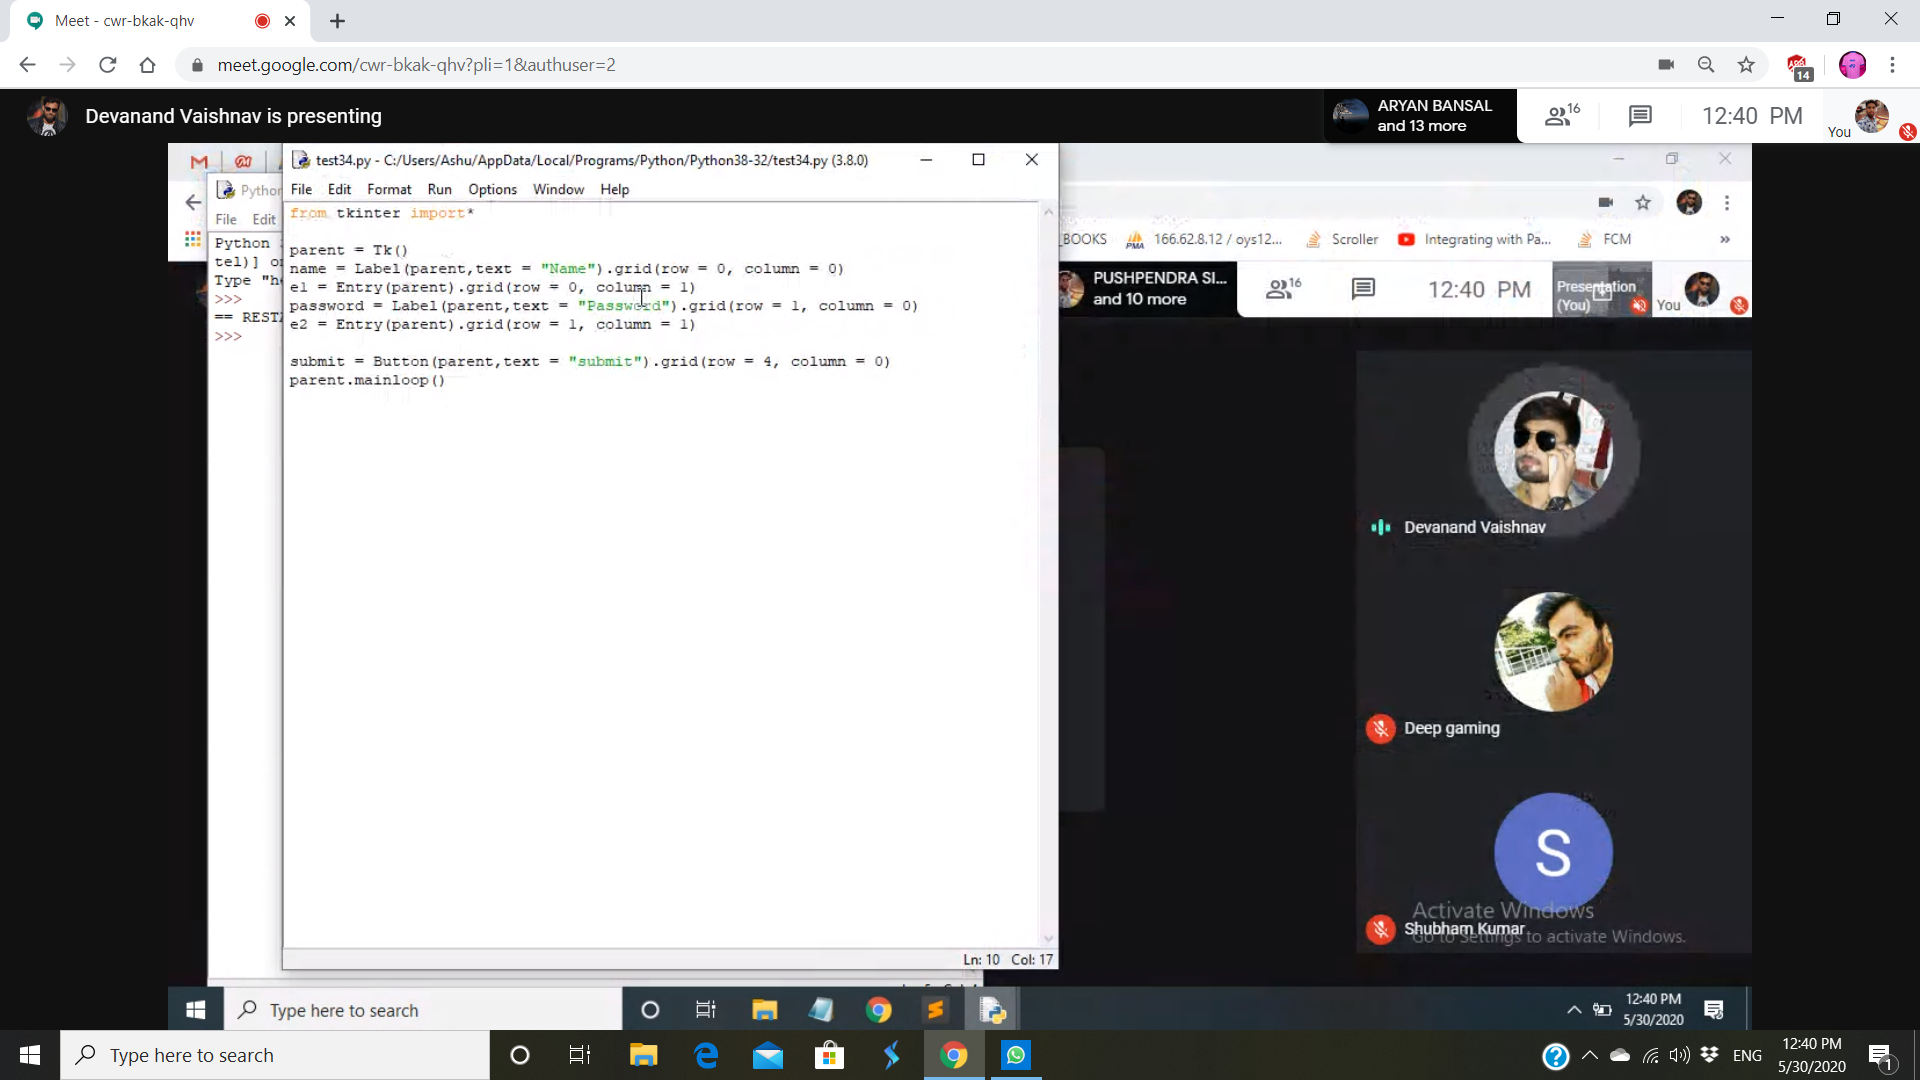 Meet - cwr-bkak-qhv
meet.google.com/cwr-bkak-qhv?pli=1&authuser=2
14
Devanand Vaishnav is presenting
ARYAN BANSAL
and 13 more
16
12:40 PM
You
test34.py - C:/Users/Ashu/AppData/Local/Programs/Python/Python38-32/test34.py (3.8.0)
File Edit Format Run Options Window Help
from tkinter import*
parent = Tk()
name = Label(parent,text = "Name").grid(row = 0, column = 0)
e1 = Entry(parent).grid(row = 0, column = 1)
password = Label(parent,text = "Password").grid(row = 1, column = 0)
e2 = Entry(parent).grid(row = 1, column = 1)
submit = Button(parent,text = "submit").grid(row = 4, column = 0)
parent.mainloop()
Ln: 10 Col: 17
File Edit
Python
tel)] on
Type "he
>>>
== RESTA
>>>
_BOOKS
166.62.8.12 / oys12...
Scroller
Integrating with Pa...
FCM
»
PUSHPENDRA SI...
and 10 more
16
12:40 PM
Presentation
(You)
You
Devanand Vaishnav
Deep gaming
S
Shubham Kumar
Activate Windows
Go to Settings to activate Windows.
Type here to search
12:40 PM
5/30/2020
Type here to search
ENG
12:40 PM
5/30/2020
1